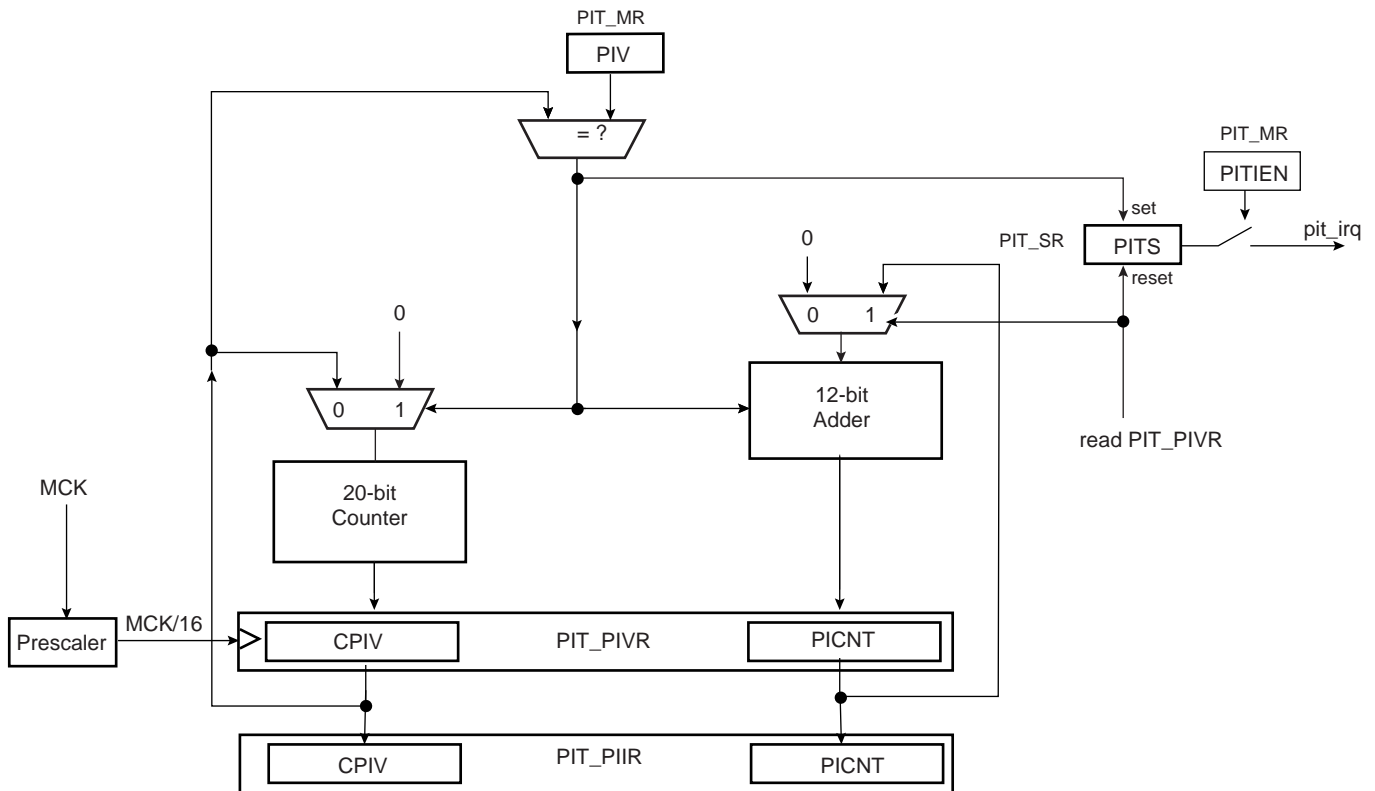 PIT_MR
PIV
= ?
PIT_MR
PITIEN
set
0
PIT_SR
PITS
pit_irq
reset
0
0 1
0
1
12-bit
Adder
read PIT_PIVR
MCK
20-bit
Counter
MCK/16
Prescaler
CPIV
PIT_PIVR
PICNT
CPIV
PIT_PIIR
PICNT